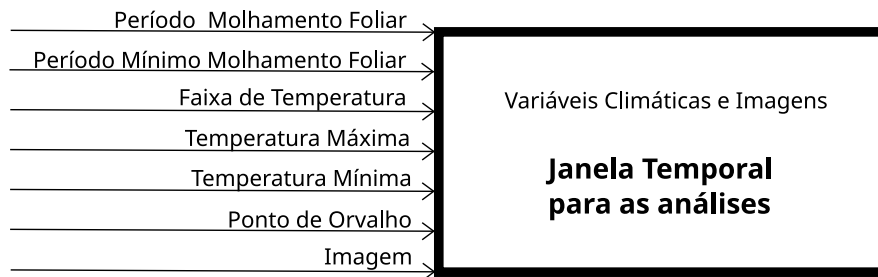 Período Molhamento Foliar
Período Mínimo Molhamento Foliar
Faixa de Temperatura
Temperatura Máxima
Temperatura Mínima
Ponto de Orvalho
Imagem
Variáveis Climáticas e Imagens
Janela Temporal
para as análises